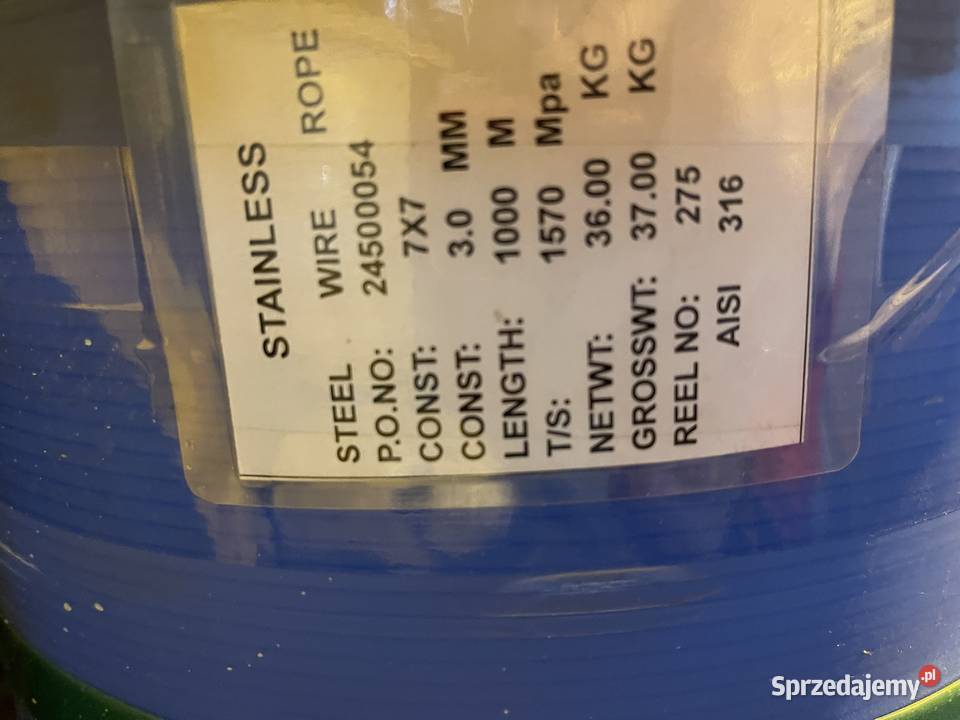 STAINLESS
STEEL WIRE ROPE
P.O.NO: 24500054
CONST: 7X7
CONST: 3.0 MM
LENGTH: 1000 M
T/S: 1570 Mpa
NETWT: 36.00 KG
GROSSWT: 37.00 KG
REEL NO: 275
AISI 316
Sprzedajemy.pl